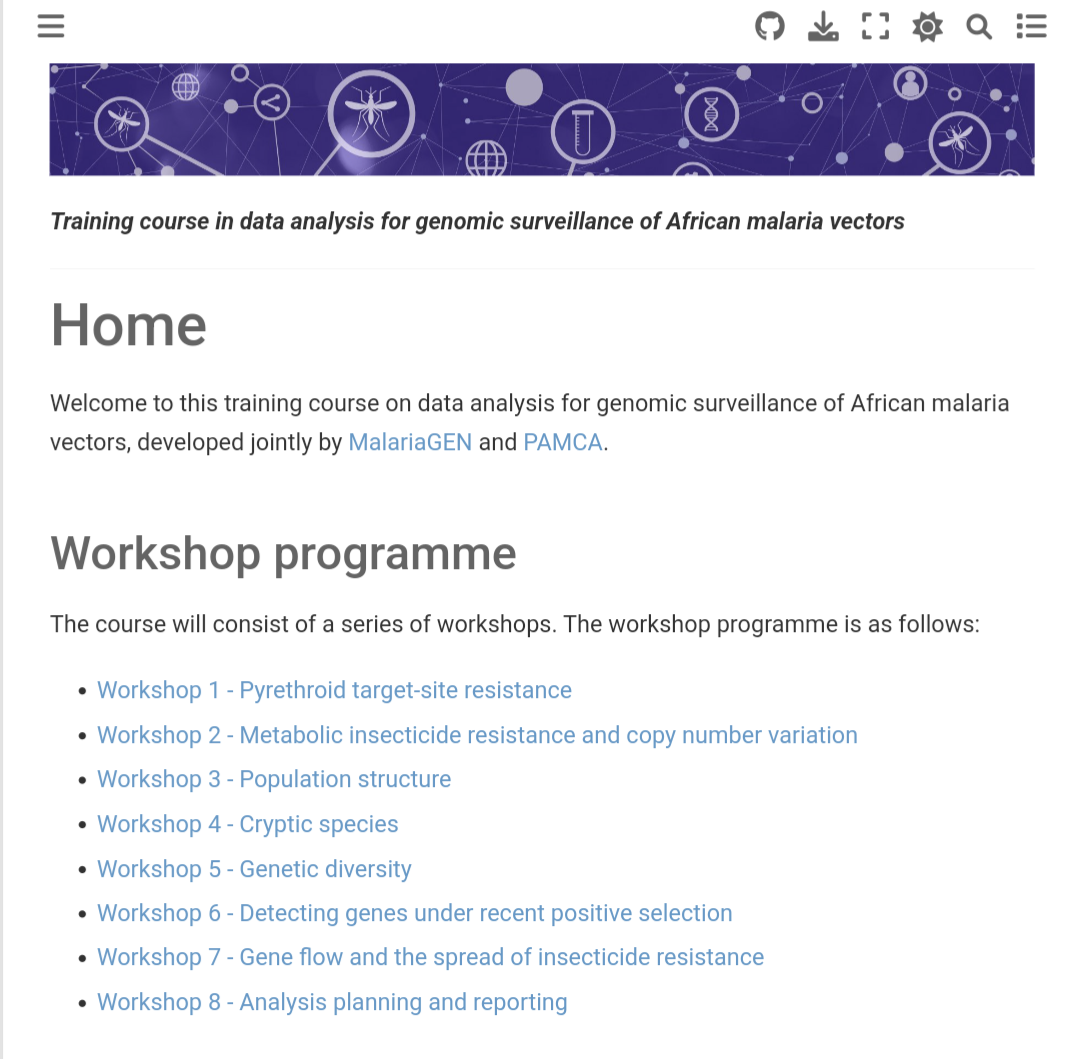 Training course in data analysis for genomic surveillance of African malaria vectors
Home
Welcome to this training course on data analysis for genomic surveillance of African malaria
vectors, developed jointly by MalariaGEN and PAMCA.
Workshop programme
The course will consist of a series of workshops. The workshop programme is as follows:
• Workshop 1 - Pyrethroid target-site resistance
• Workshop 2 - Metabolic insecticide resistance and copy number variation
• Workshop 3 - Population structure
• Workshop 4 - Cryptic species
• Workshop 5 - Genetic diversity
• Workshop 6 - Detecting genes under recent positive selection
• Workshop 7 - Gene flow and the spread of insecticide resistance
• Workshop 8 - Analysis planning and reporting